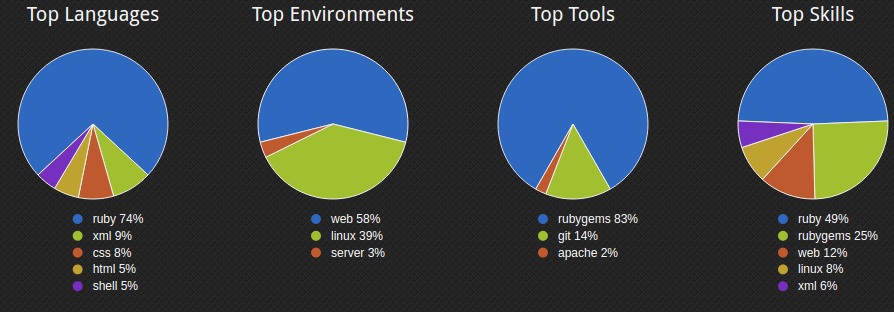 Top Languages
ruby 74%
xml 9%
css 8%
html 5%
shell 5%
Top Environments
web 58%
linux 39%
server 3%
Top Tools
rubygems 83%
git 14%
apache 2%
Top Skills
ruby 49%
rubygems 25%
web 12%
linux 8%
xml 6%